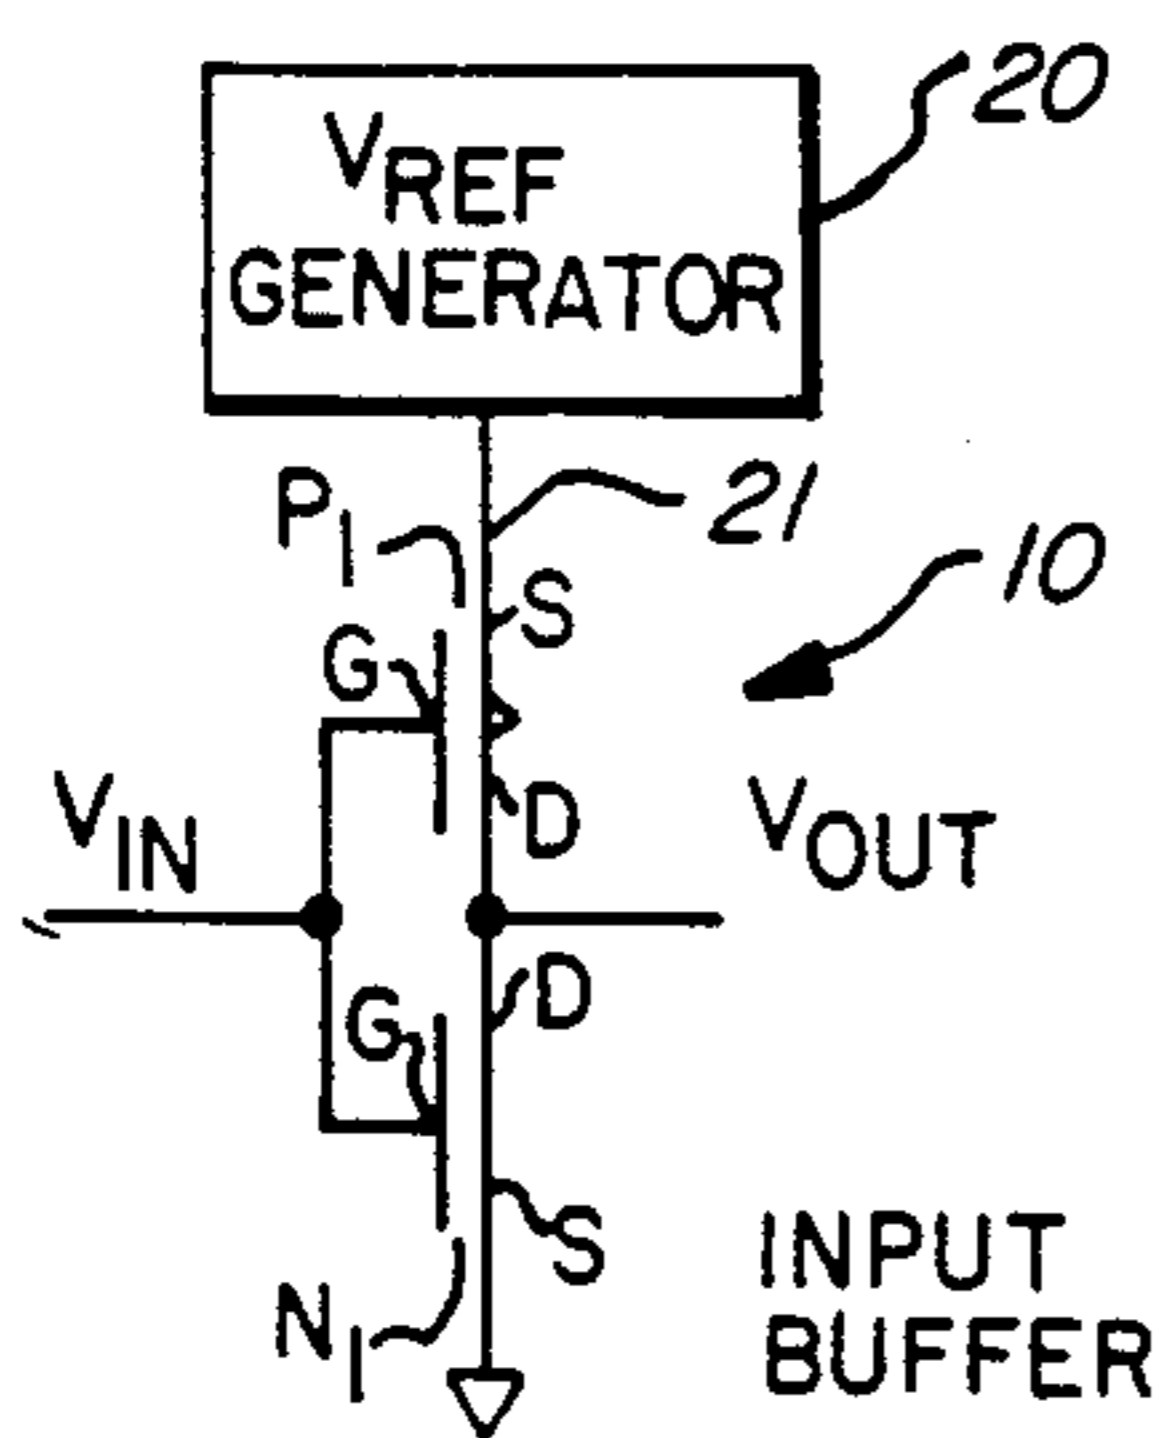 20
VREF
GENERATOR
P1
21
S
10
G
VIN
D
VOUT
G
D
S
N1
INPUT
BUFFER